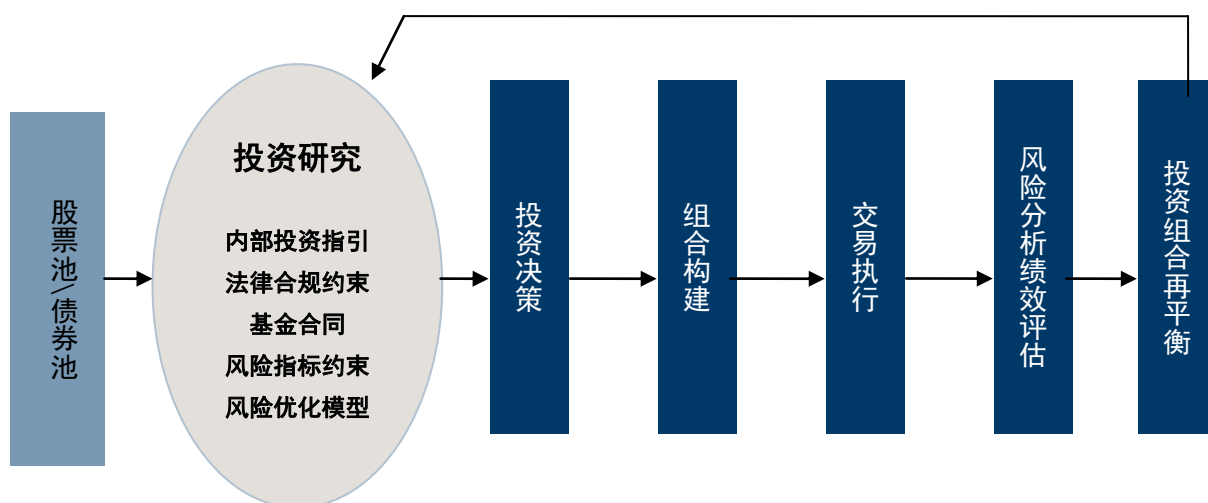 股票池\债券池
投资研究
内部投资指引
法律合规约束
基金合同
风险指标约束
风险优化模型
投资决策
组合构建
交易执行
风险分析绩效评估
投资组合再平衡